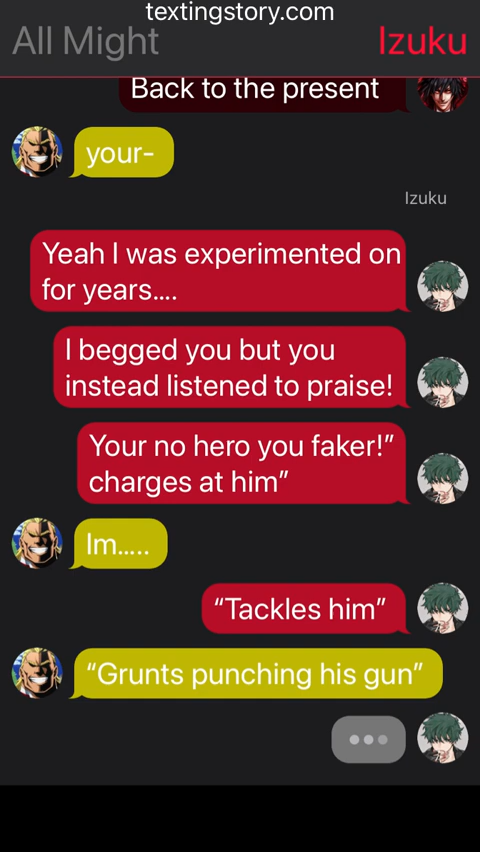 textingstory.com
All Might
Izuku
Back to the present
your-
Izuku
Yeah I was experimented on
for years....
I begged you but you
instead listened to praise!
Your no hero you faker!”
charges at him”
Im.....
“Tackles him”
“Grunts punching his gun”